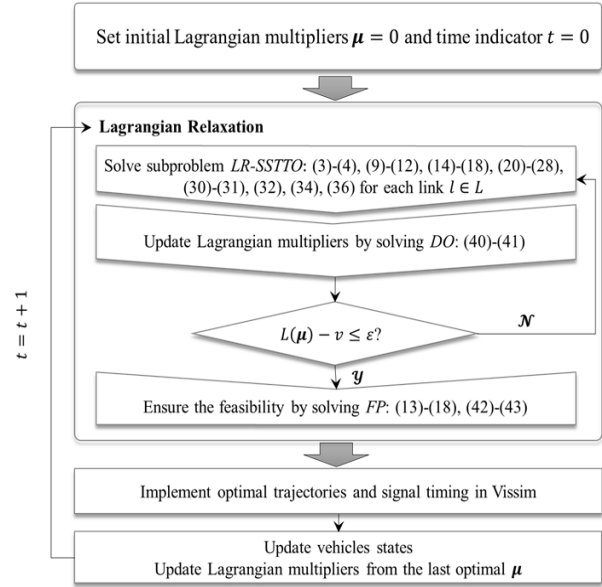 Set initial Lagrangian multipliers 𝝁 = 0 and time indicator t = 0
Lagrangian Relaxation
Solve subproblem LR-SSTTO: (3)-(4), (9)-(12), (14)-(18), (20)-(28),
(30)-(31), (32), (34), (36) for each link l ∈ L
Update Lagrangian multipliers by solving DO: (40)-(41)
L(𝝁) − v ≤ ε?
𝓝
𝓨
Ensure the feasibility by solving FP: (13)-(18), (42)-(43)
t = t + 1
Implement optimal trajectories and signal timing in Vissim
Update vehicles states
Update Lagrangian multipliers from the last optimal 𝝁